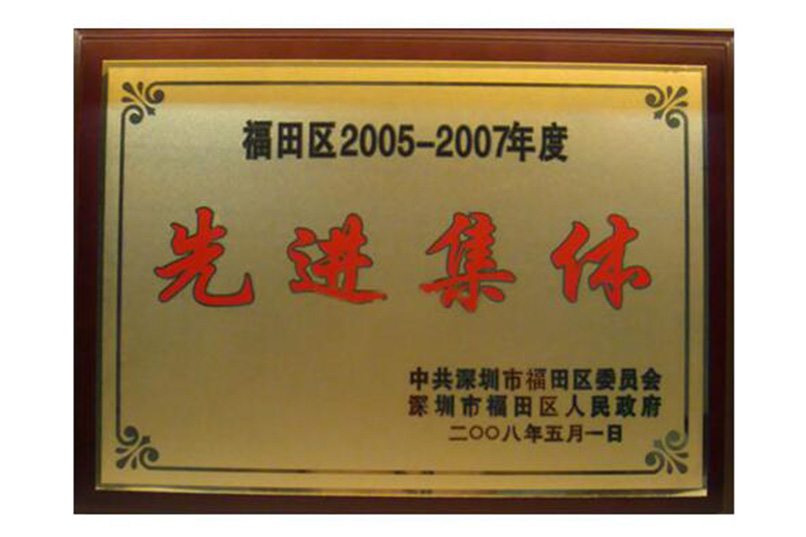 福田区2005-2007年度
先进集体
中共深圳市福田区委员会
深圳市福田区人民政府
二〇〇八年五月一日